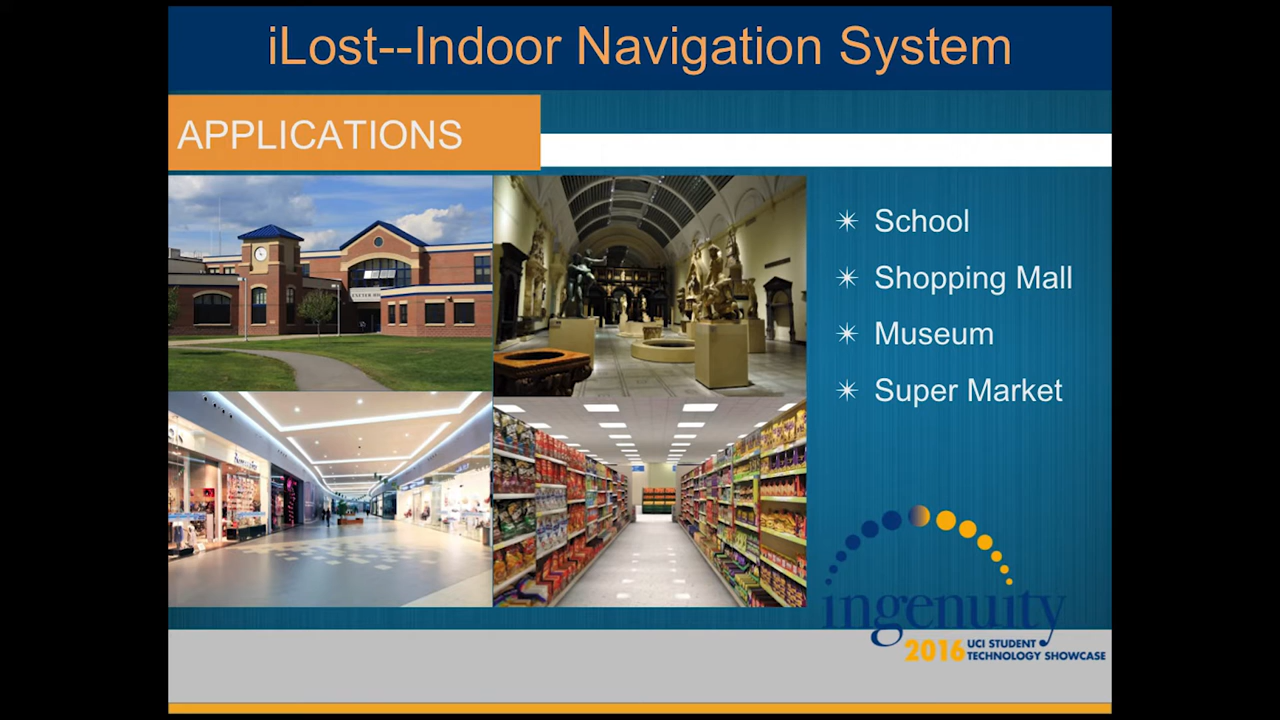 iLost--Indoor Navigation System
APPLICATIONS
School
Shopping Mall
Museum
Super Market
ingenuity
2016 UCI STUDENT
TECHNOLOGY SHOWCASE